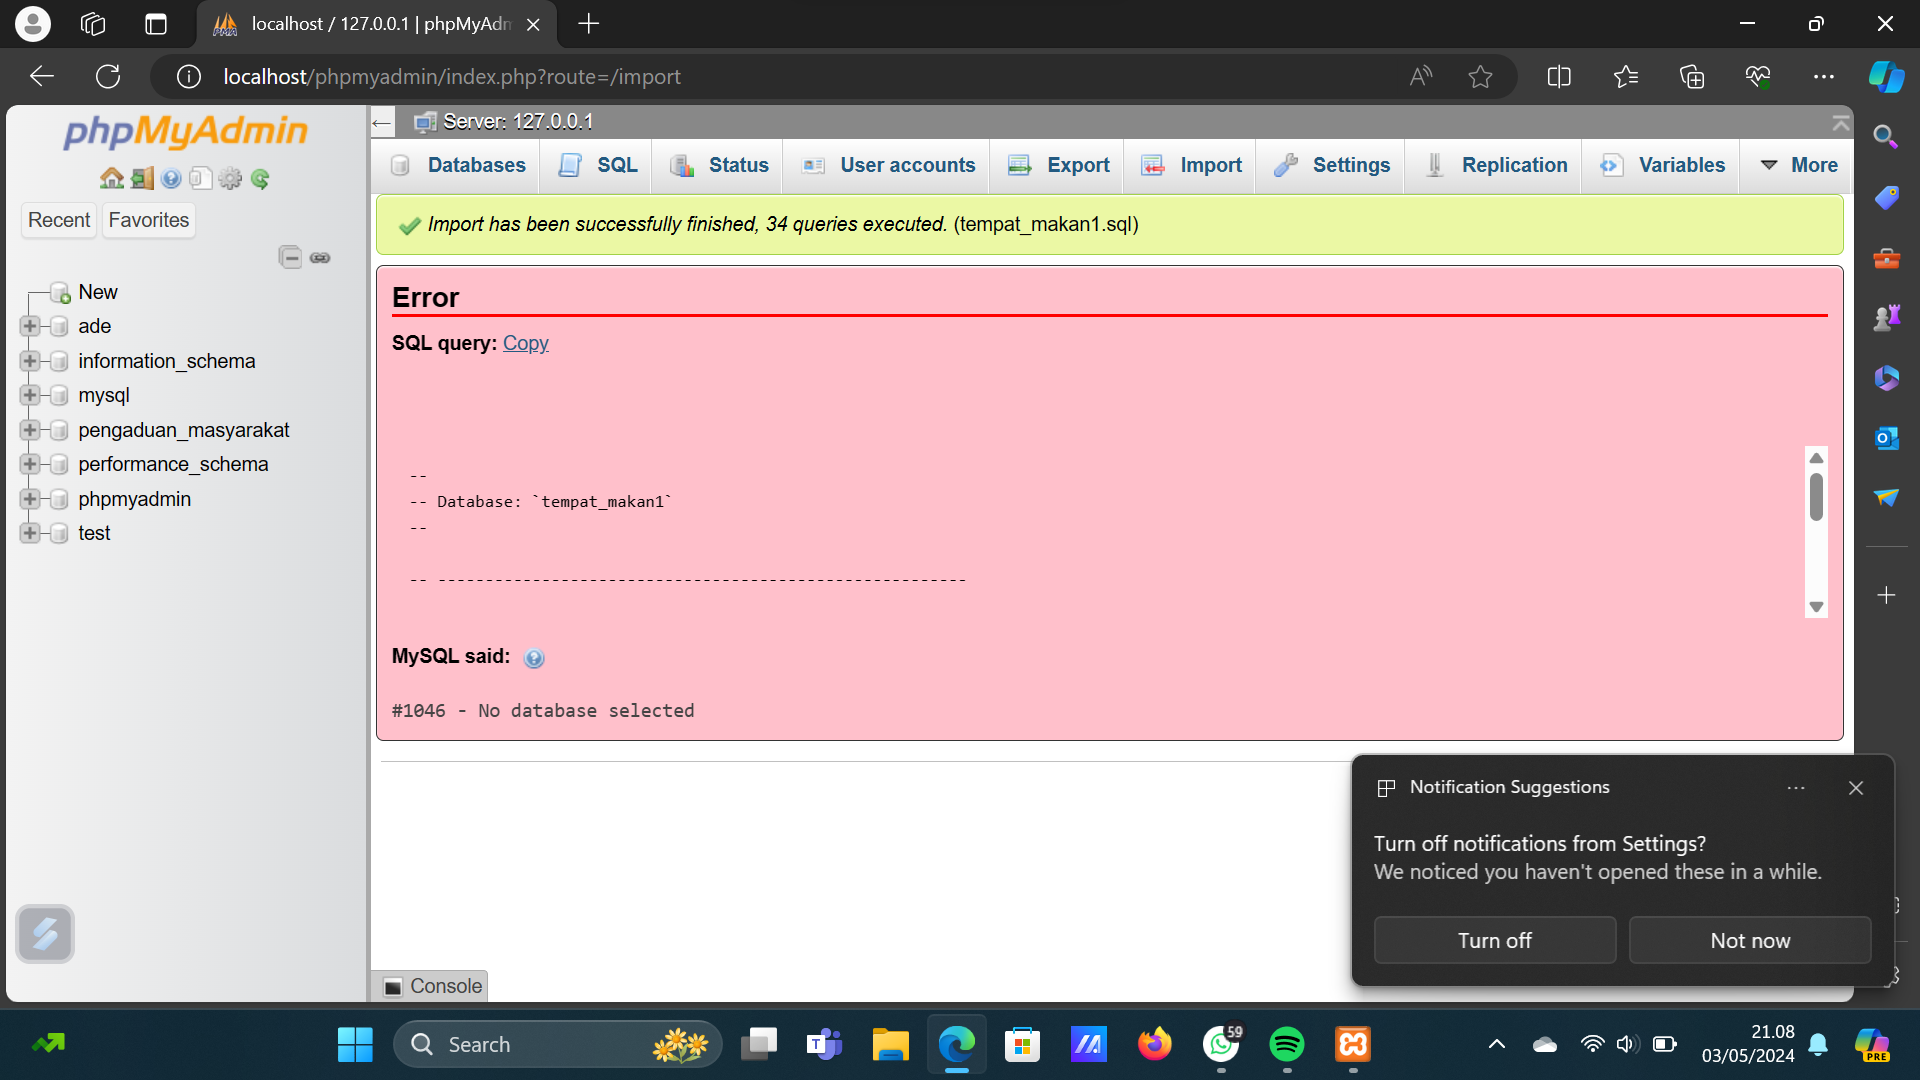 localhost / 127.0.0.1 | phpMyAdm
localhost/phpmyadmin/index.php?route=/import
phpMyAdmin
Recent
Favorites
New
ade
information_schema
mysql
pengaduan_masyarakat
performance_schema
phpmyadmin
test
Server: 127.0.0.1
Databases
SQL
Status
User accounts
Export
Import
Settings
Replication
Variables
More
Import has been successfully finished, 34 queries executed. (tempat_makan1.sql)
Error
SQL query: Copy
--
-- Database: `tempat_makan1`
--
-- --------------------------------------------------------
MySQL said:
#1046 - No database selected
Console
Notification Suggestions
Turn off notifications from Settings?
We noticed you haven't opened these in a while.
Turn off
Not now
Search
59
21.08
03/05/2024
PRE